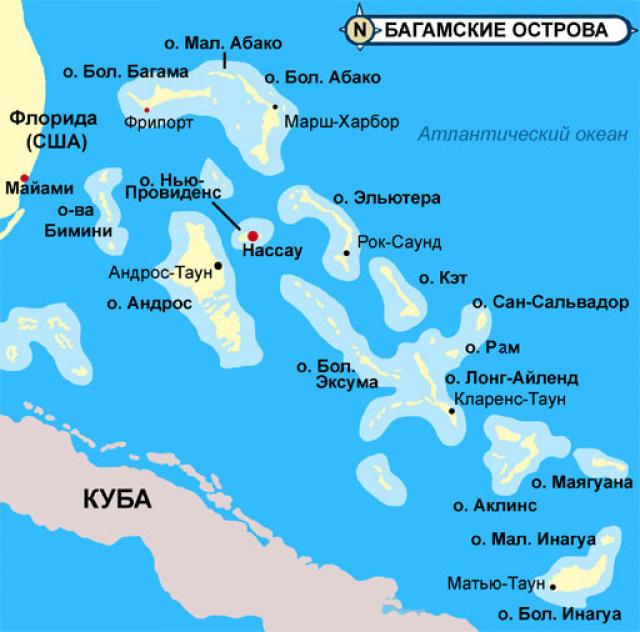 N БАГАМСКИЕ ОСТРОВА
о. Мал. Абако
о. Бол. Багама
о. Бол. Абако
Флорида
(США)
Фрипорт
Марш-Харбор
Атлантический океан
Майами
о. Нью-
Провиденс
о-ва
Бимини
о. Эльютера
Нассау
Рок-Саунд
Андрос-Таун
о. Кэт
о. Андрос
о. Сан-Сальвадор
о. Рам
о. Бол.
Эксума
о. Лонг-Айленд
Кларенс-Таун
КУБА
о. Маягуана
о. Аклинс
о. Мал. Инагуа
Матью-Таун
о. Бол. Инагуа